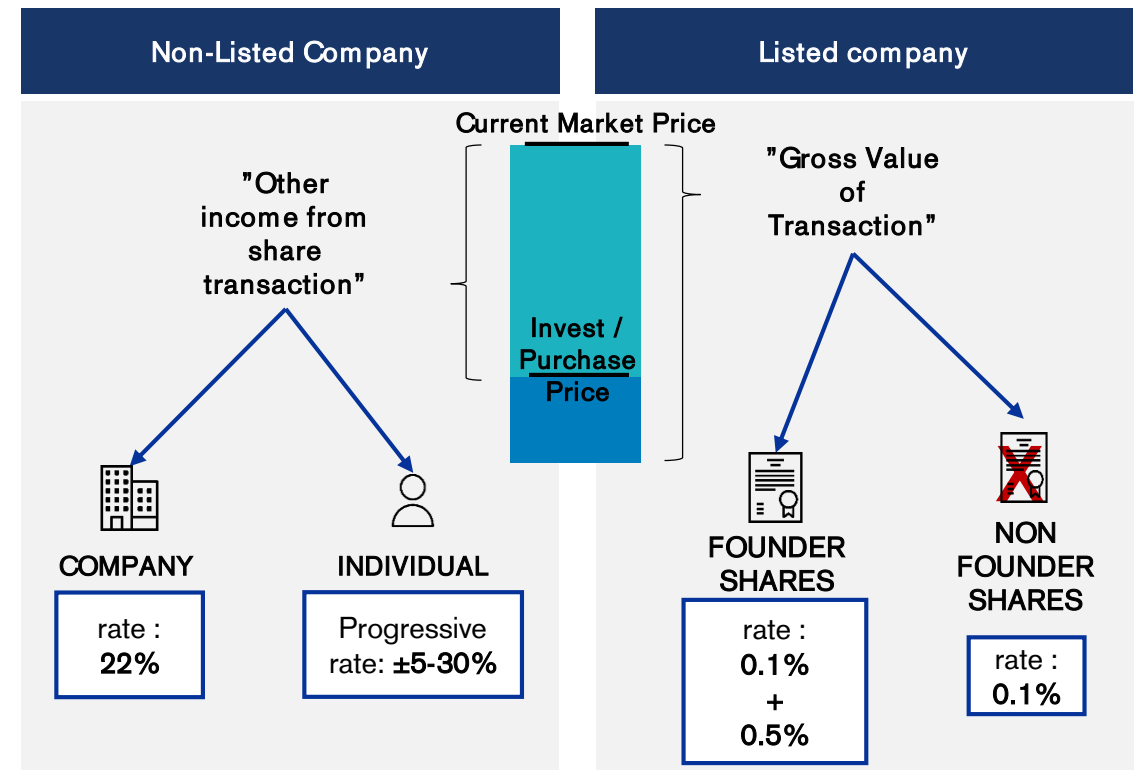 Non-Listed Company
Listed company
Current Market Price
"Other
income from
share
transaction"
"Gross Value
of
Transaction"
Invest /
Purchase
Price
COMPANY
rate :
22%
INDIVIDUAL
Progressive
rate: ±5-30%
FOUNDER
SHARES
rate :
0.1%
+
0.5%
NON
FOUNDER
SHARES
rate :
0.1%